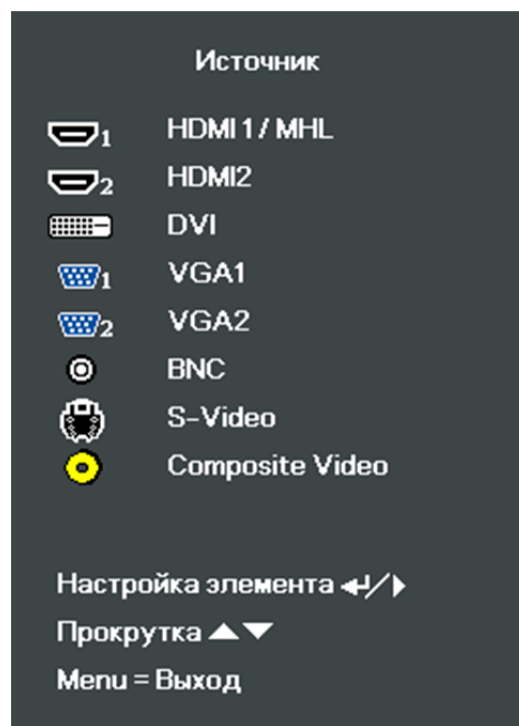 Источник
1 HDMI 1 / MHL
2 HDMI2
DVI
1 VGA1
2 VGA2
BNC
S-Video
Composite Video
Настройка элемента ↵/▶
Прокрутка ▲▼
Menu = Выход